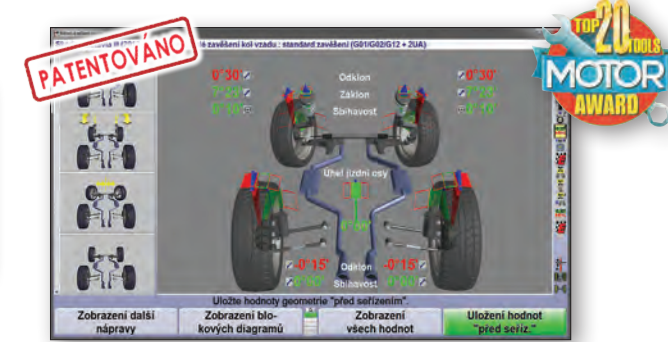 PATENTOVÁNO
TOP 20 TOOLS
MOTOR
AWARD
zavěšení kol vzadu : standard zavěšení (G01/G02/G12 + 2UA)
0°30' Odklon 0°30'
Záklon
Sbíhavost
Úhel jízdní osy
-0°15' Odklon -0°15'
Sbíhavost
Uložte hodnoty geometrie "před seřízením".
Zobrazení další
nápravy
Zobrazení blo-
kových diagramů
Zobrazení
všech hodnot
Uložení hodnot
"před seříz."